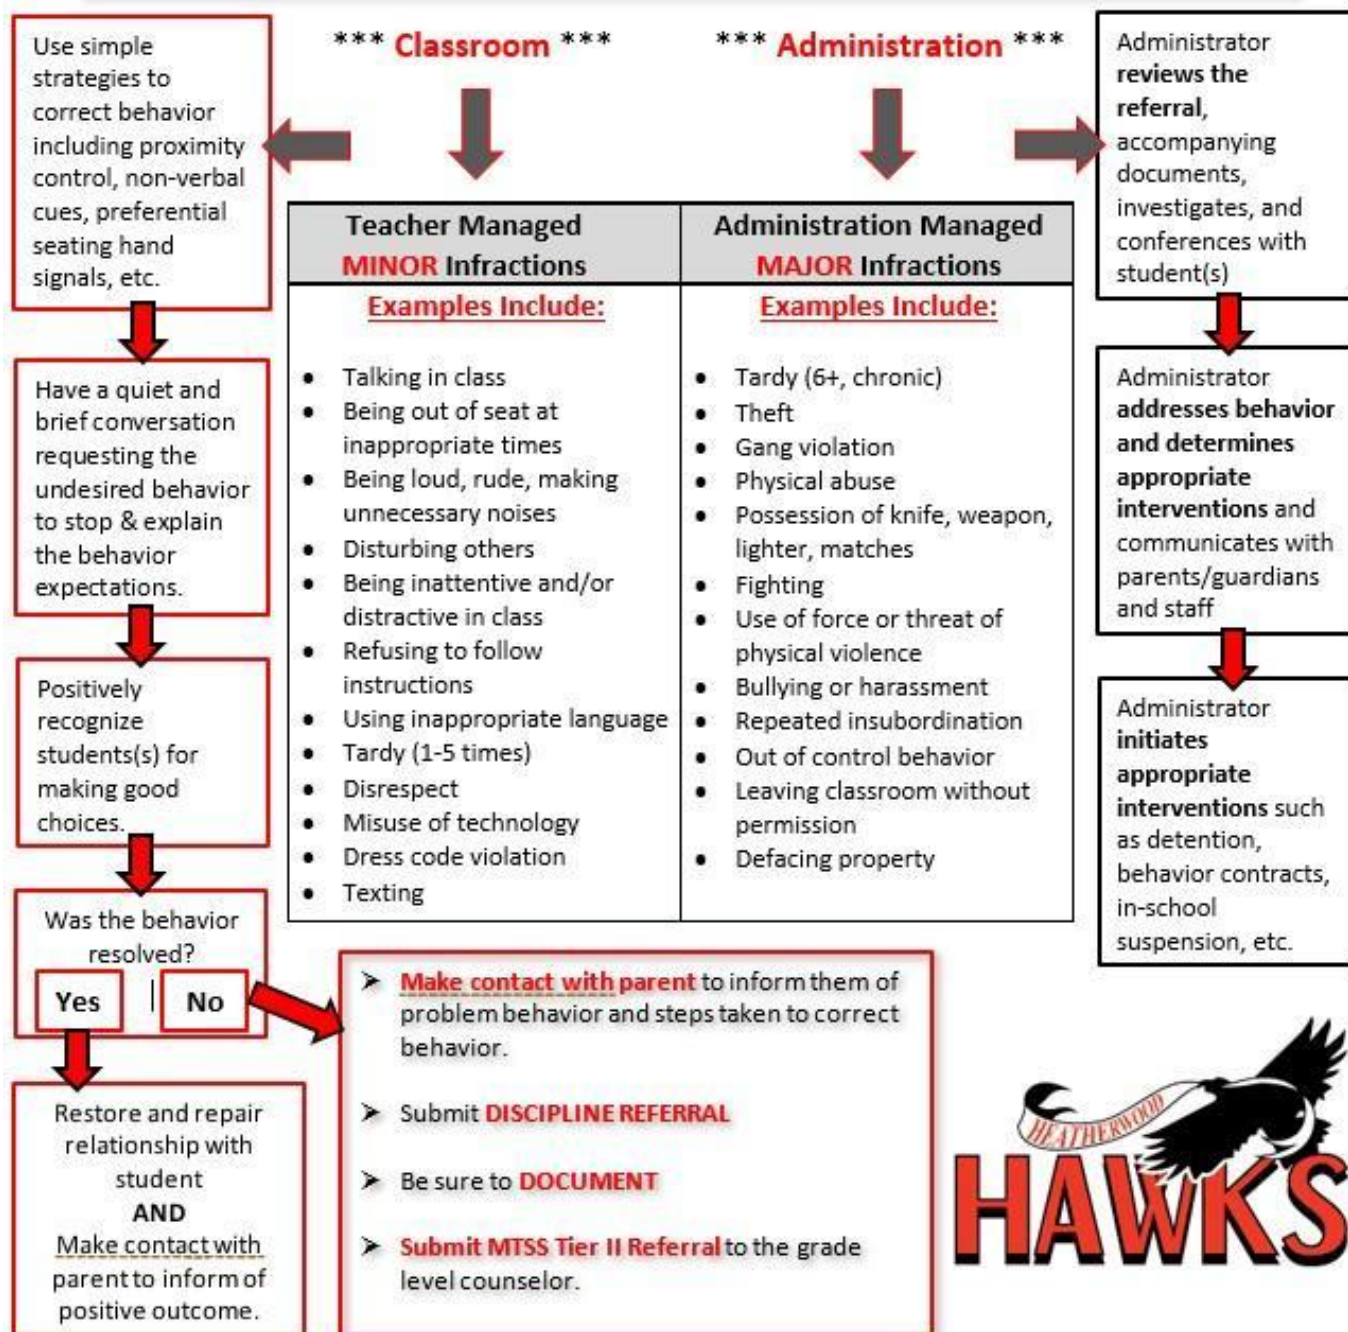 *** Classroom ***
*** Administration ***
Use simple
strategies to
correct behavior
including proximity
control, non-verbal
cues, preferential
seating hand
signals, etc.
Have a quiet and
brief conversation
requesting the
undesired behavior
to stop & explain
the behavior
expectations.
Positively
recognize
students(s) for
making good
choices.
Was the behavior
resolved?
Yes | No
Restore and repair
relationship with
student
AND
Make contact with
parent to inform of
positive outcome.
Teacher Managed
MINOR Infractions
Examples Include:
• Talking in class
• Being out of seat at
inappropriate times
• Being loud, rude, making
unnecessary noises
• Disturbing others
• Being inattentive and/or
distractive in class
• Refusing to follow
instructions
• Using inappropriate language
• Tardy (1-5 times)
• Disrespect
• Misuse of technology
• Dress code violation
• Texting
Administration Managed
MAJOR Infractions
Examples Include:
• Tardy (6+, chronic)
• Theft
• Gang violation
• Physical abuse
• Possession of knife, weapon,
lighter, matches
• Fighting
• Use of force or threat of
physical violence
• Bullying or harassment
• Repeated insubordination
• Out of control behavior
• Leaving classroom without
permission
• Defacing property
➤ Make contact with parent to inform them of
problem behavior and steps taken to correct
behavior.
➤ Submit DISCIPLINE REFERRAL
➤ Be sure to DOCUMENT
➤ Submit MTSS Tier II Referral to the grade
level counselor.
Administrator
reviews the
referral,
accompanying
documents,
investigates, and
conferences with
student(s)
Administrator
addresses behavior
and determines
appropriate
interventions and
communicates with
parents/guardians
and staff
Administrator
initiates
appropriate
interventions such
as detention,
behavior contracts,
in-school
suspension, etc.
HEATHERWOOD
HAWKS